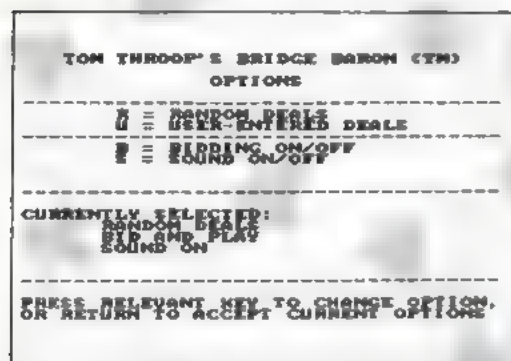 TOM THROOP'S BRIDGE BARON (TM)
OPTIONS
R = RANDOM DEALS
U = USER-ENTERED DEALS
B = BIDDING ON/OFF
S = SOUND ON/OFF
CURRENTLY SELECTED:
RANDOM DEALS
BID AND PLAY
SOUND ON
PRESS RELEVANT KEY TO CHANGE OPTION,
OR RETURN TO ACCEPT CURRENT OPTIONS